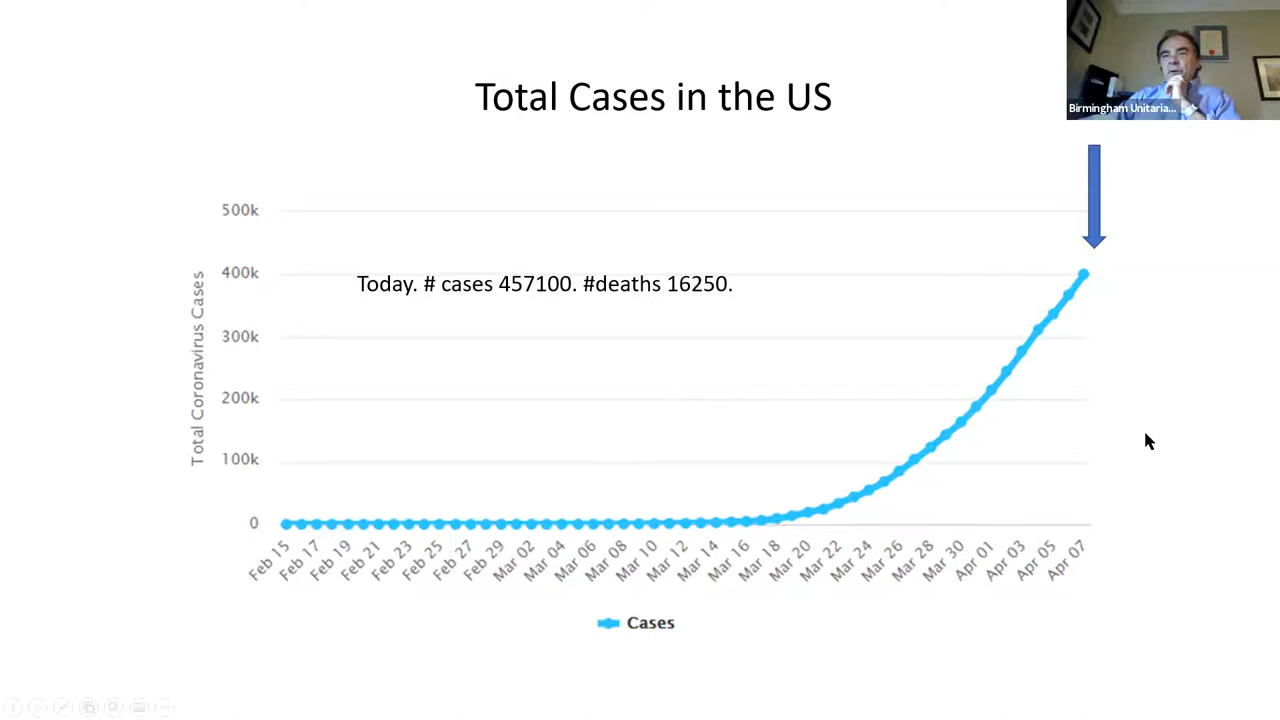 Total Cases in the US
Birmingham Unitaria...
500k
400k
300k
200k
100k
0
Total Coronavirus Cases
Today. # cases 457100. #deaths 16250.
Feb 15
Feb 17
Feb 19
Feb 21
Feb 23
Feb 25
Feb 27
Feb 29
Mar 02
Mar 04
Mar 06
Mar 08
Mar 10
Mar 12
Mar 14
Mar 16
Mar 18
Mar 20
Mar 22
Mar 24
Mar 26
Mar 28
Mar 30
Apr 01
Apr 03
Apr 05
Apr 07
Cases